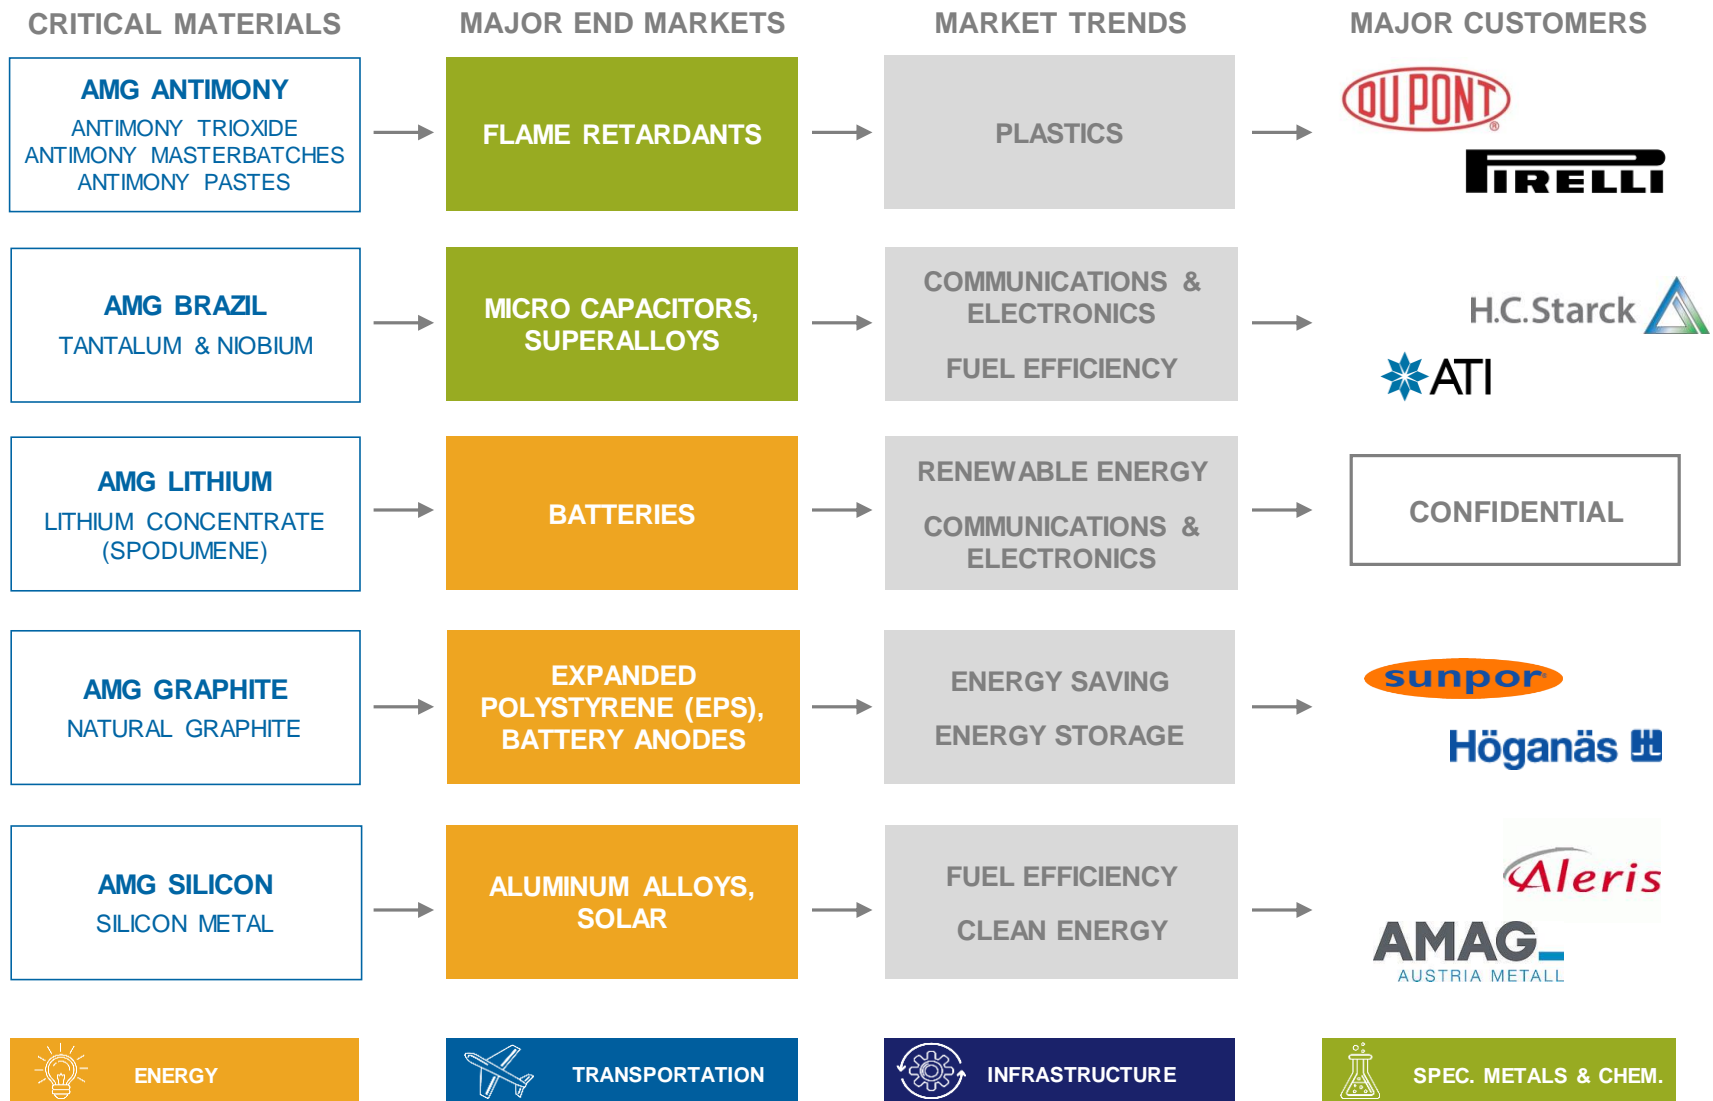 CRITICAL MATERIALS
MAJOR END MARKETS
MARKET TRENDS
MAJOR CUSTOMERS
AMG ANTIMONY
ANTIMONY TRIOXIDE
ANTIMONY MASTERBATCHES
ANTIMONY PASTES
FLAME RETARDANTS
PLASTICS
DU PONT®
PIRELLI
AMG BRAZIL
TANTALUM & NIOBIUM
MICRO CAPACITORS,
SUPERALLOYS
COMMUNICATIONS &
ELECTRONICS
FUEL EFFICIENCY
H.C.Starck
ATI
AMG LITHIUM
LITHIUM CONCENTRATE
(SPODUMENE)
BATTERIES
RENEWABLE ENERGY
COMMUNICATIONS &
ELECTRONICS
CONFIDENTIAL
AMG GRAPHITE
NATURAL GRAPHITE
EXPANDED
POLYSTYRENE (EPS),
BATTERY ANODES
ENERGY SAVING
ENERGY STORAGE
sunpor
Höganäs
AMG SILICON
SILICON METAL
ALUMINUM ALLOYS,
SOLAR
FUEL EFFICIENCY
CLEAN ENERGY
Aleris
AMAG
AUSTRIA METALL
ENERGY
TRANSPORTATION
INFRASTRUCTURE
SPEC. METALS & CHEM.